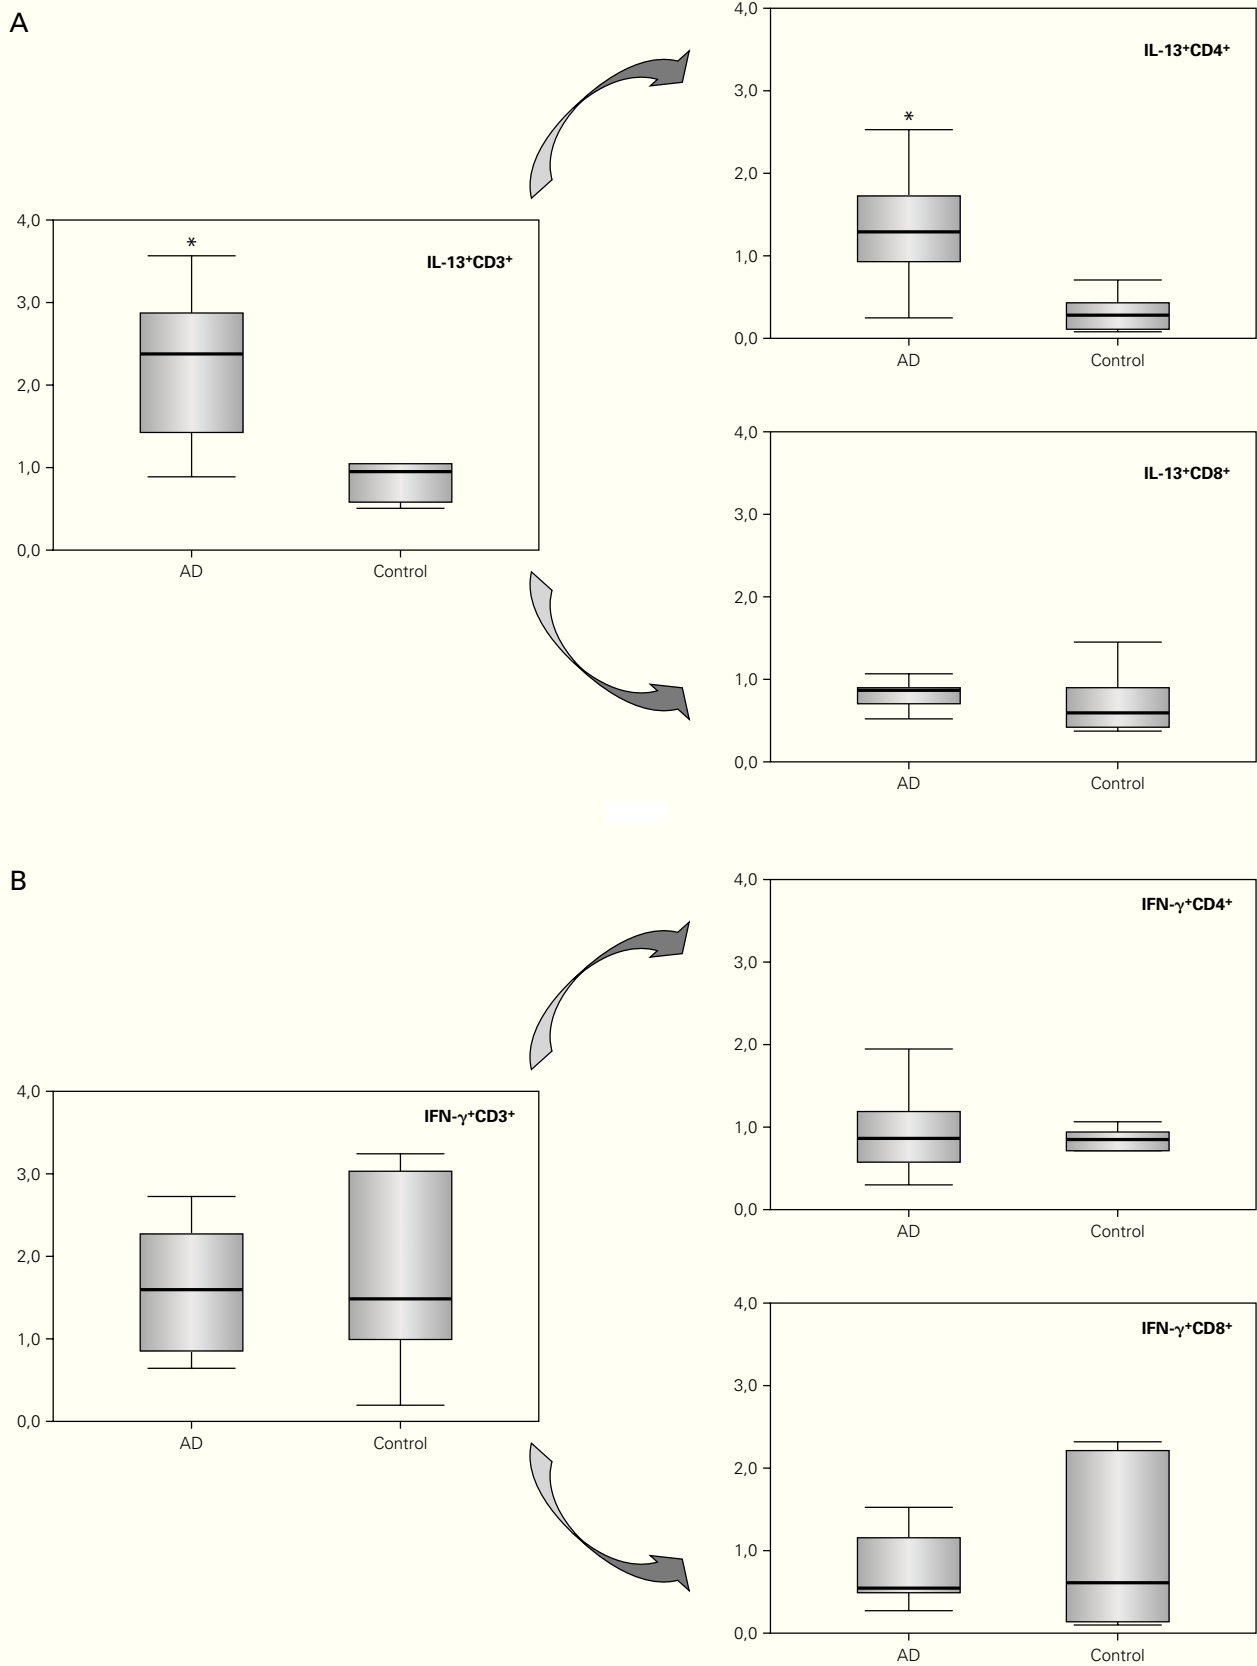 A
4,0
3,0
2,0
1,0
0,0
*
IL-13⁺CD3⁺
AD Control
4,0
3,0
2,0
1,0
0,0
*
IL-13⁺CD4⁺
AD Control
4,0
3,0
2,0
1,0
0,0
IL-13⁺CD8⁺
AD Control
B
4,0
3,0
2,0
1,0
0,0
IFN-γ⁺CD3⁺
AD Control
4,0
3,0
2,0
1,0
0,0
IFN-γ⁺CD4⁺
AD Control
4,0
3,0
2,0
1,0
0,0
IFN-γ⁺CD8⁺
AD Control